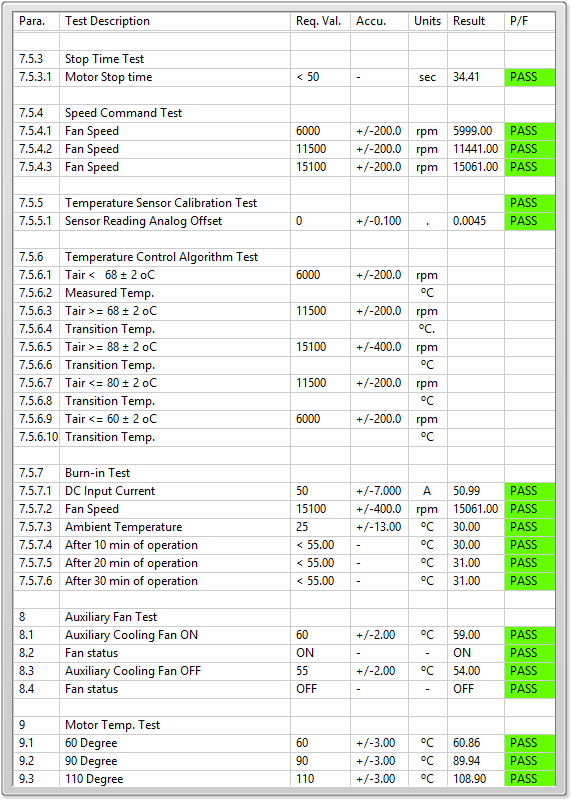 Para. Test Description Req. Val. Accu. Units Result P/F
7.5.3 Stop Time Test
7.5.3.1 Motor Stop time < 50 - sec 34.41 PASS
7.5.4 Speed Command Test
7.5.4.1 Fan Speed 6000 +/-200.0 rpm 5999.00 PASS
7.5.4.2 Fan Speed 11500 +/-200.0 rpm 11441.00 PASS
7.5.4.3 Fan Speed 15100 +/-200.0 rpm 15061.00 PASS
7.5.5 Temperature Sensor Calibration Test PASS
7.5.5.1 Sensor Reading Analog Offset 0 +/-0.100 . 0.0045 PASS
7.5.6 Temperature Control Algorithm Test
7.5.6.1 Tair < 68 ± 2 oC 6000 +/-200.0 rpm
7.5.6.2 Measured Temp. ºC
7.5.6.3 Tair >= 68 ± 2 oC 11500 +/-200.0 rpm
7.5.6.4 Transition Temp. ºC.
7.5.6.5 Tair >= 88 ± 2 oC 15100 +/-400.0 rpm
7.5.6.6 Transition Temp. ºC
7.5.6.7 Tair <= 80 ± 2 oC 11500 +/-200.0 rpm
7.5.6.8 Transition Temp. ºC
7.5.6.9 Tair <= 60 ± 2 oC 6000 +/-200.0 rpm
7.5.6.10 Transition Temp. ºC
7.5.7 Burn-in Test
7.5.7.1 DC Input Current 50 +/-7.000 A 50.99 PASS
7.5.7.2 Fan Speed 15100 +/-400.0 rpm 15061.00 PASS
7.5.7.3 Ambient Temperature 25 +/-13.00 ºC 30.00 PASS
7.5.7.4 After 10 min of operation < 55.00 - ºC 30.00 PASS
7.5.7.5 After 20 min of operation < 55.00 - ºC 31.00 PASS
7.5.7.6 After 30 min of operation < 55.00 - ºC 31.00 PASS
8 Auxiliary Fan Test
8.1 Auxiliary Cooling Fan ON 60 +/-2.00 ºC 59.00 PASS
8.2 Fan status ON - - ON PASS
8.3 Auxiliary Cooling Fan OFF 55 +/-2.00 ºC 54.00 PASS
8.4 Fan status OFF - - OFF PASS
9 Motor Temp. Test
9.1 60 Degree 60 +/-3.00 ºC 60.86 PASS
9.2 90 Degree 90 +/-3.00 ºC 89.94 PASS
9.3 110 Degree 110 +/-3.00 ºC 108.90 PASS